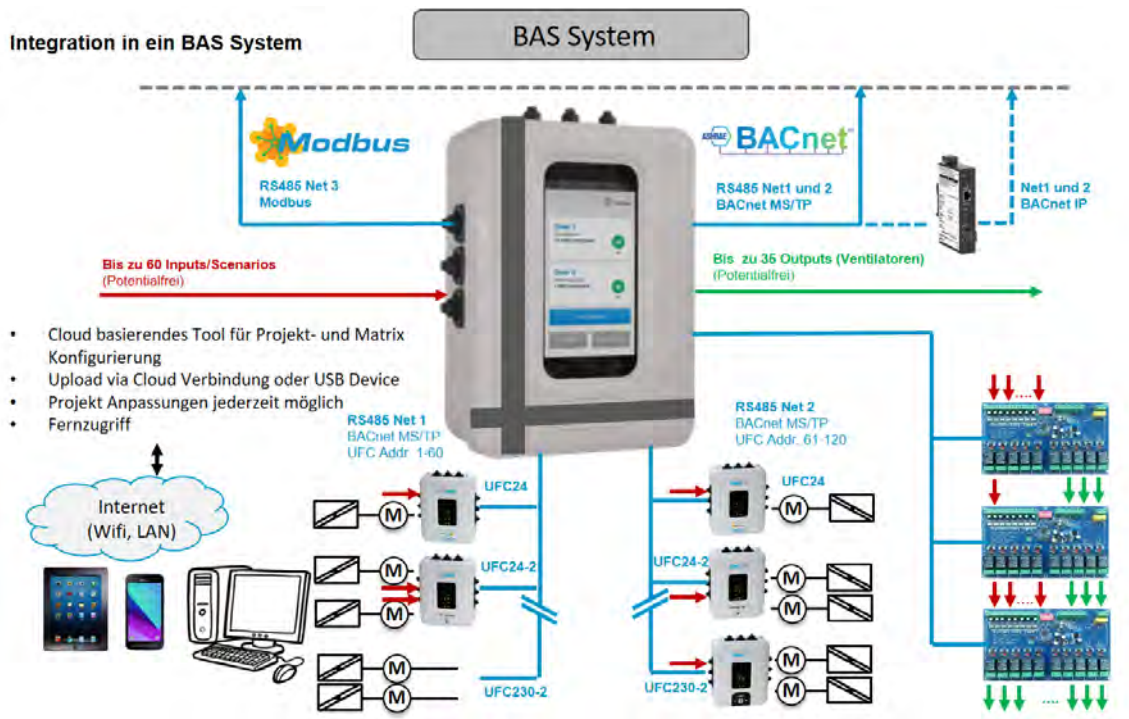 Integration in ein BAS System
BAS System
Modbus
ASHRAE BACnet™
RS485 Net 3
Modbus
RS485 Net1 und 2
BACnet MS/TP
Net1 und 2
BACnet IP
Bis zu 60 Inputs/Scenarios
(Potentialfrei)
Bis zu 35 Outputs (Ventilatoren)
(Potentialfrei)
• Cloud basierendes Tool für Projekt- und Matrix
Konfigurierung
• Upload via Cloud Verbindung oder USB Device
• Projekt Anpassungen jederzeit möglich
• Fernzugriff
Internet
(Wifi, LAN)
RS485 Net 1
BACnet MS/TP
UFC Addr. 1-60
RS485 Net 2
BACnet MS/TP
UFC Addr. 61-120
UFC24
M
UFC24
M
UFC24-2
M
M
UFC24-2
M
M
UFC230-2
M
M
UFC230-2
M
M
....
....
....
....